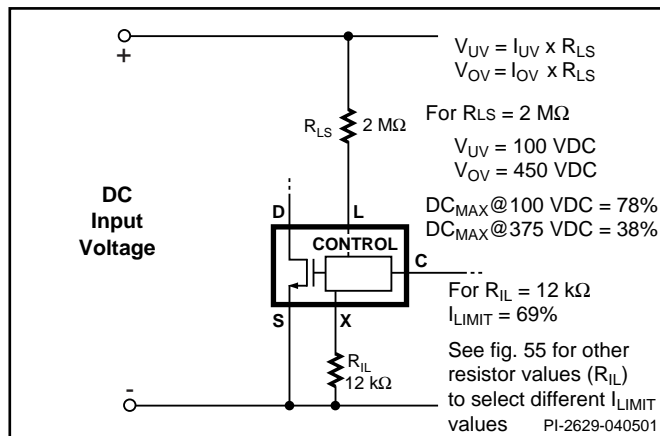 +
V_UV = I_UV x R_LS
V_OV = I_OV x R_LS
For RLS = 2 MΩ
R_LS
2 MΩ
V_UV = 100 VDC
V_OV = 450 VDC
DC
Input
Voltage
DC_MAX@100 VDC = 78%
DC_MAX@375 VDC = 38%
D
L
CONTROL
C
S
X
For R_IL = 12 kΩ
I_LIMIT = 69%
R_IL
12 kΩ
See fig. 55 for other
resistor values (R_IL)
to select different I_LIMIT
values
-
PI-2629-040501